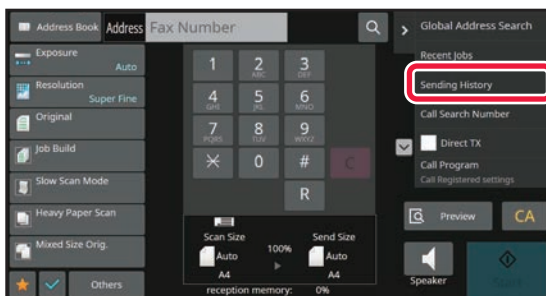 Address Book
Address
Fax Number
Global Address Search
Exposure
Auto
Resolution
Super Fine
Original
Job Build
Slow Scan Mode
Heavy Paper Scan
Mixed Size Orig.
Others
1
2
ABC
3
DEF
4
GHI
5
JKL
6
MNO
7
PQRS
8
TUV
9
WXYZ
0
#
C
R
Scan Size
Send Size
Auto
100%
Auto
A4
A4
reception memory: 0%
Recent Jobs
Sending History
Call Search Number
Direct TX
Call Program
Call Registered settings
Preview
CA
Speaker
Start